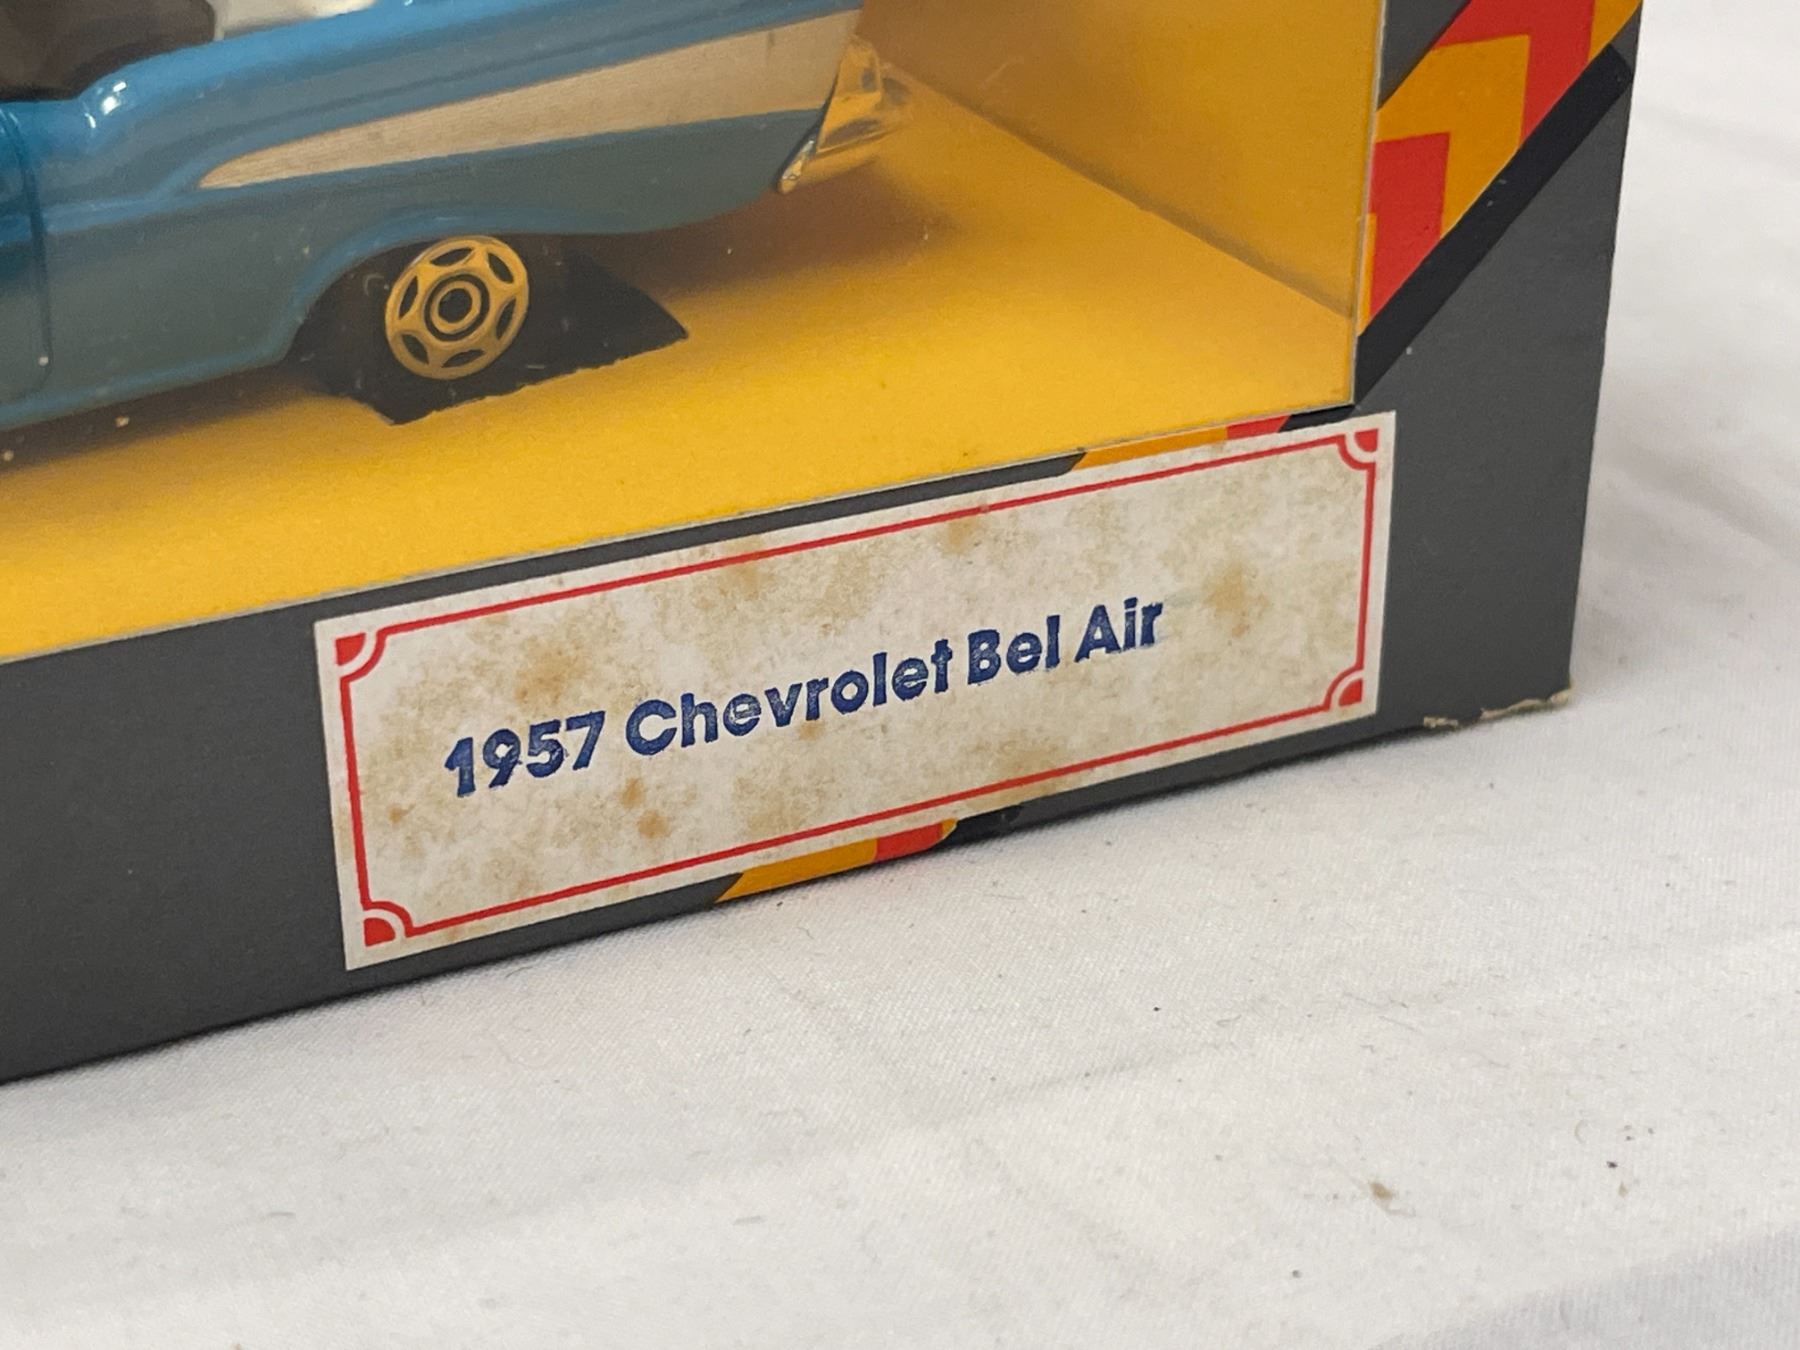 1957 Chevrolet Bel Air